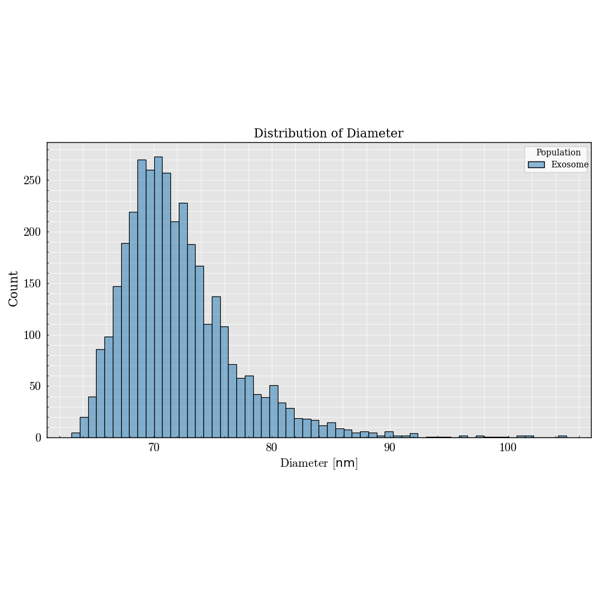 Distribution of Diameter
Population
Exosome
Count
250
200
150
100
50
0
70 80 90 100
Diameter [nm]